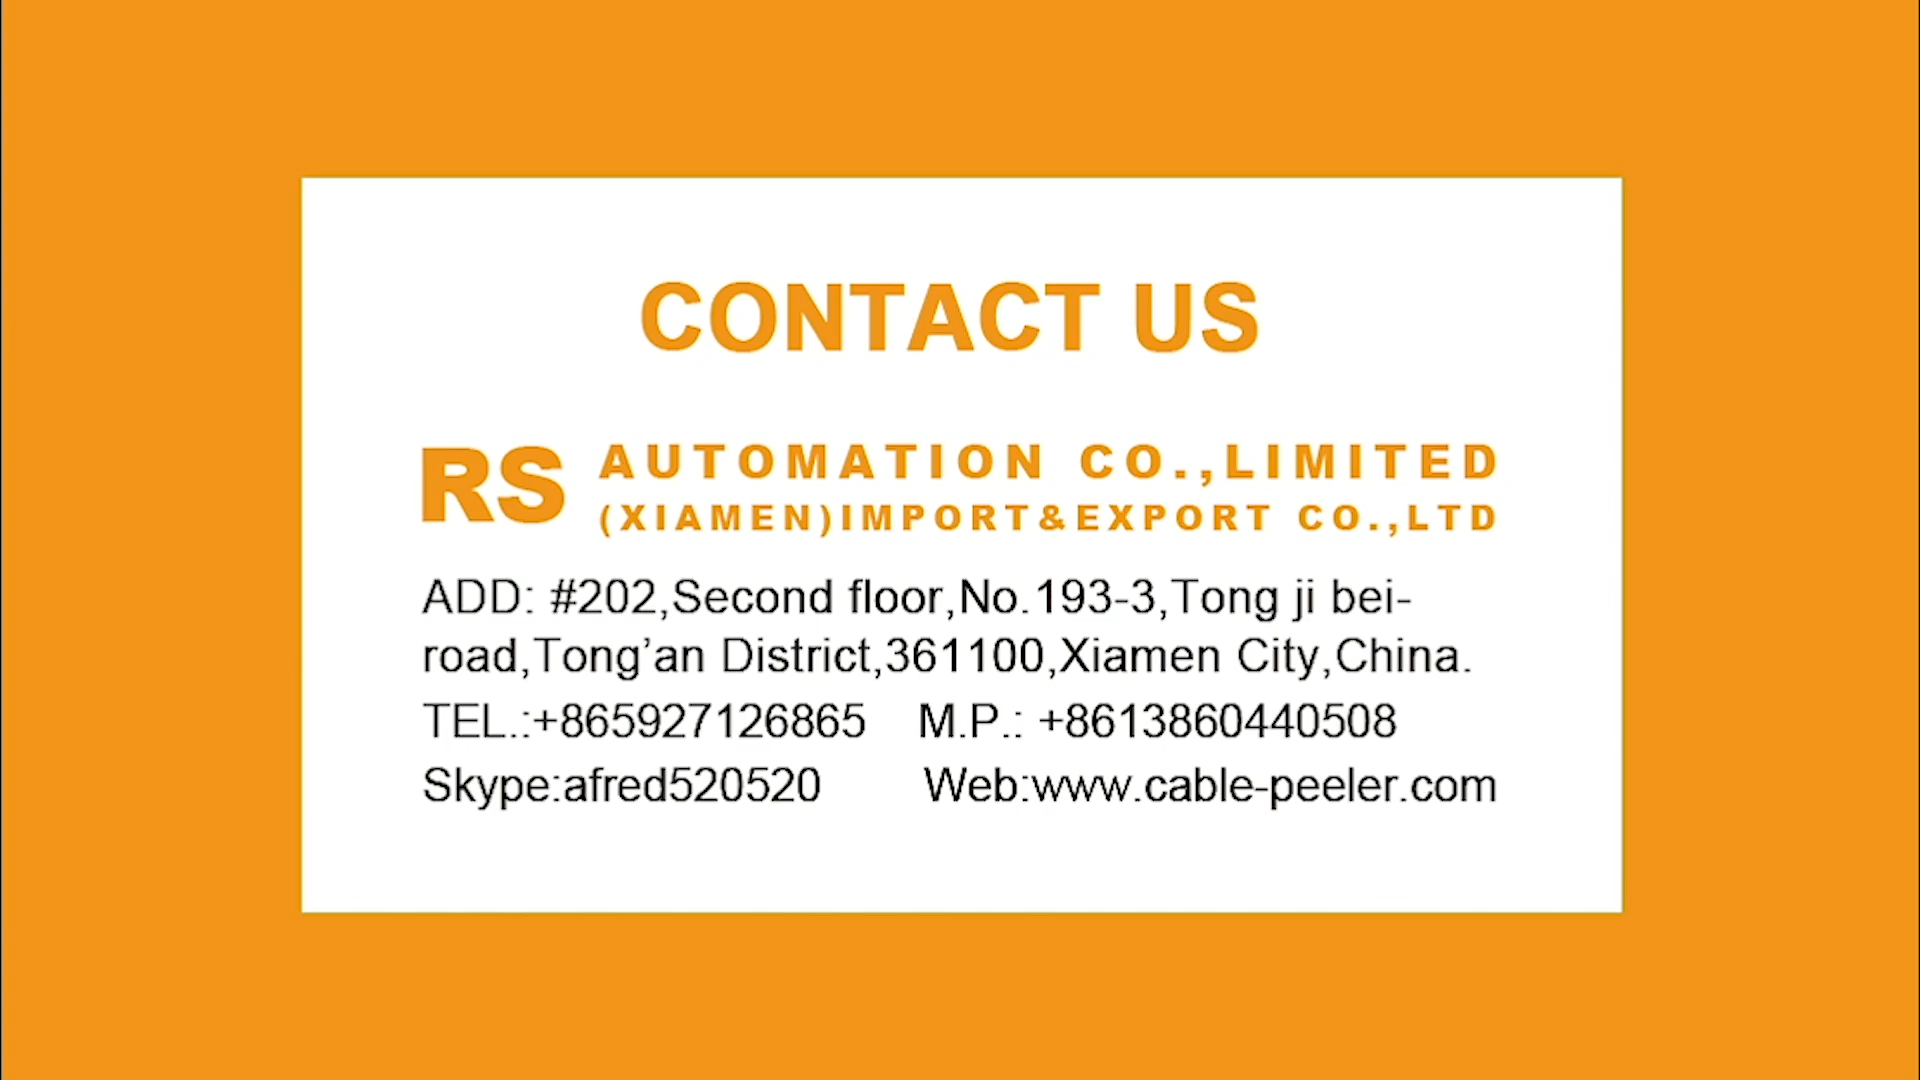 CONTACT US
RS AUTOMATION CO.,LIMITED
(XIAMEN)IMPORT&EXPORT CO.,LTD
ADD: #202,Second floor,No.193-3,Tong ji bei-
road,Tong’an District,361100,Xiamen City,China.
TEL.:+865927126865 M.P.: +8613860440508
Skype:afred520520 Web:www.cable-peeler.com